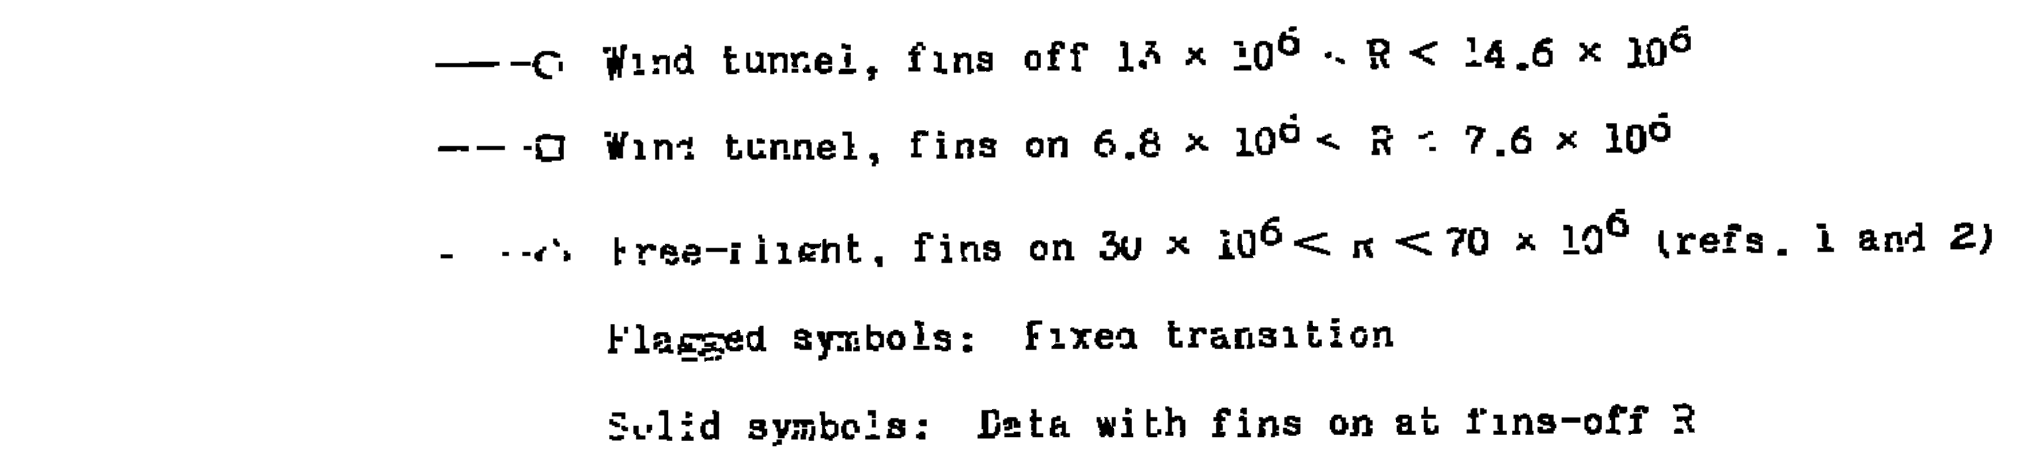 Wind tunnel, fins off 13 × 10⁶ < R < 14.6 × 10⁶
Wind tunnel, fins on 6.8 × 10⁶ < R < 7.6 × 10⁶
Free-flight, fins on 30 × 10⁶ < R < 70 × 10⁶ (refs. 1 and 2)
Flagged symbols: Fixed transition
Solid symbols: Data with fins on at fins-off R